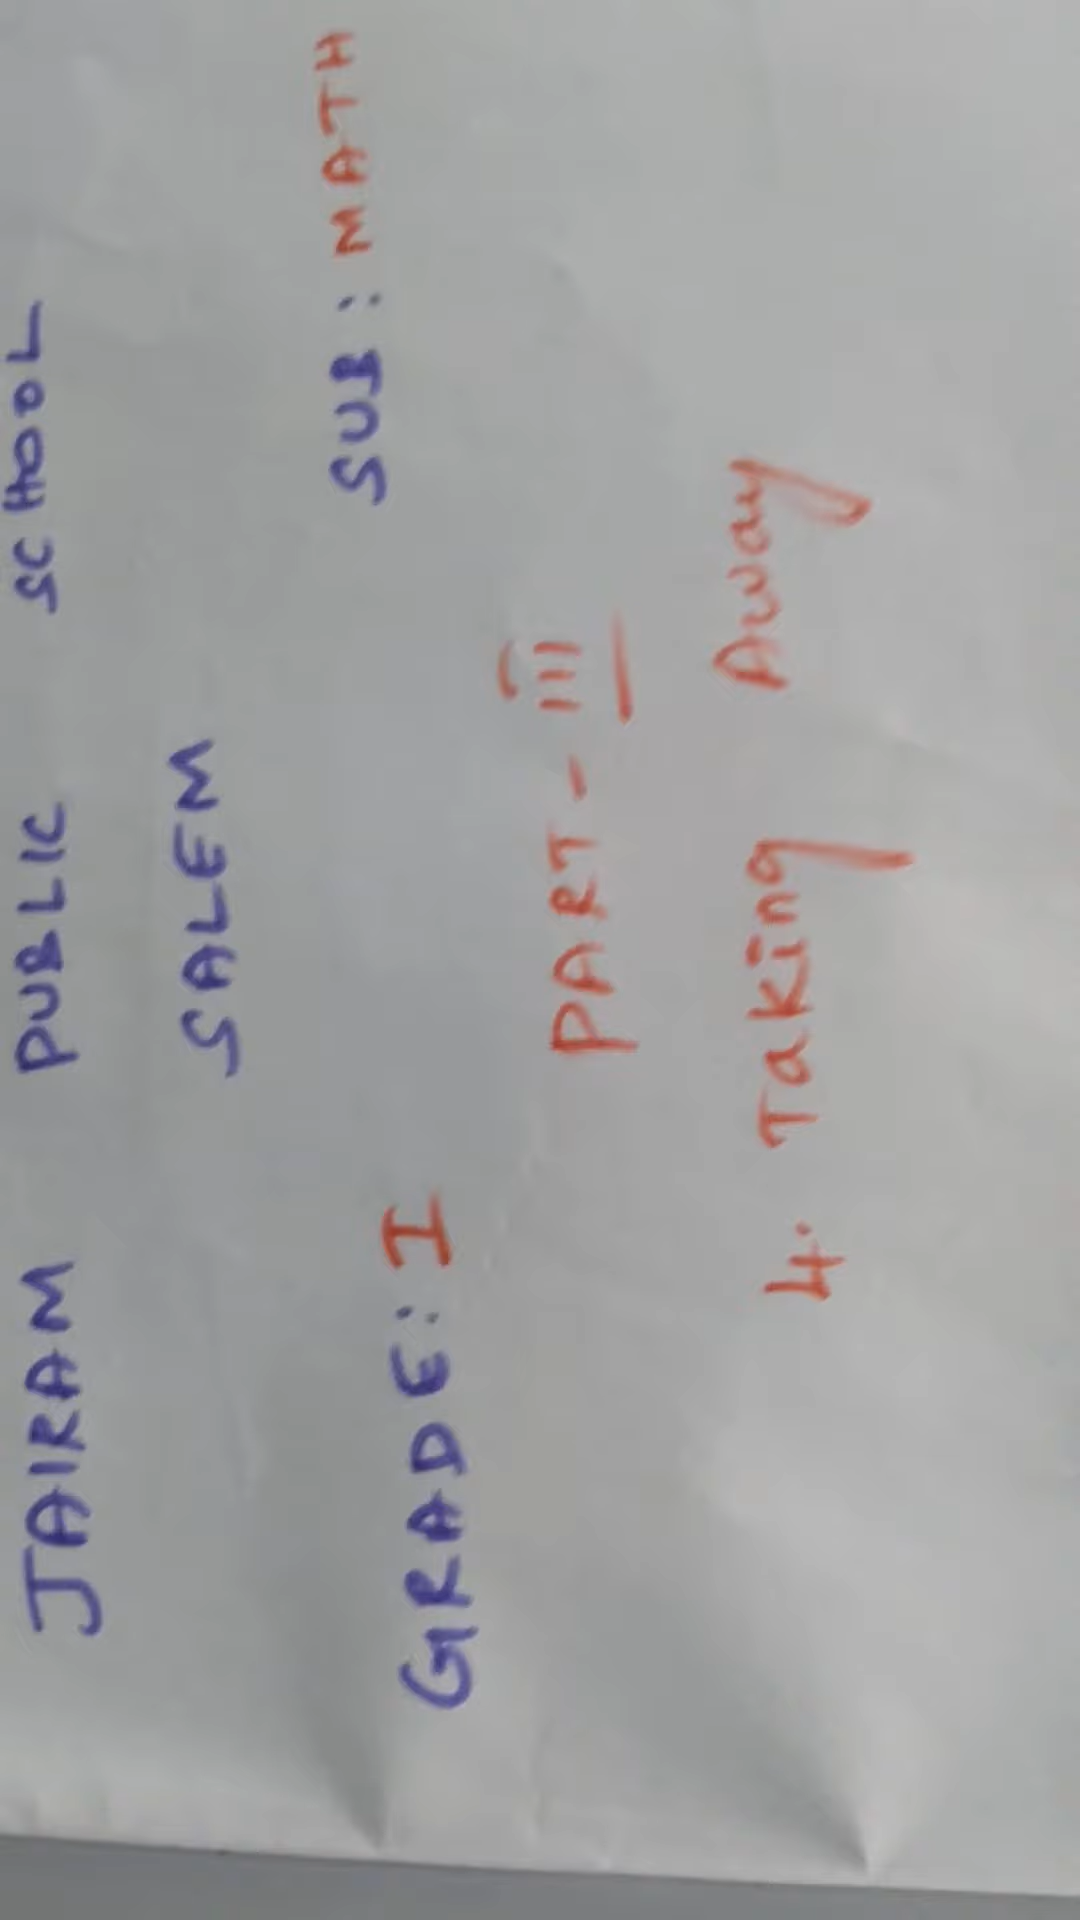 JAIRAM PUBLIC SCHOOL
SALEM
GRADE: I SUB: MATH
PART - III
4. Taking Away